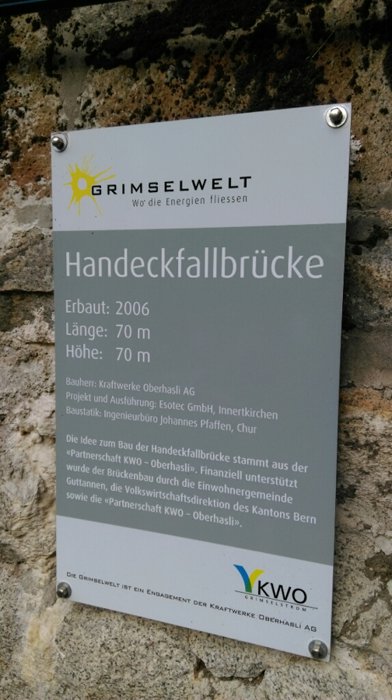 GRIMSELWELT
Wo die Energien fliessen
Handeckfallbrücke
Erbaut: 2006
Länge: 70 m
Höhe: 70 m
Bauherr: Kraftwerke Oberhasli AG
Projekt und Ausführung: Esotec GmbH, Innertkirchen
Baustatik: Ingenieurbüro Johannes Pfaffen, Chur
Die Idee zum Bau der Handeckfallbrücke stammt aus der
«Partnerschaft KWO – Oberhasli». Finanziell unterstützt
wurde der Brückenbau durch die Einwohnergemeinde
Guttannen, die Volkswirtschaftsdirektion des Kantons Bern
sowie die «Partnerschaft KWO – Oberhasli».
KWO
GRIMSELSTROM
DIE GRIMSELWELT IST EIN ENGAGEMENT DER KRAFTWERKE OBERHASLI AG